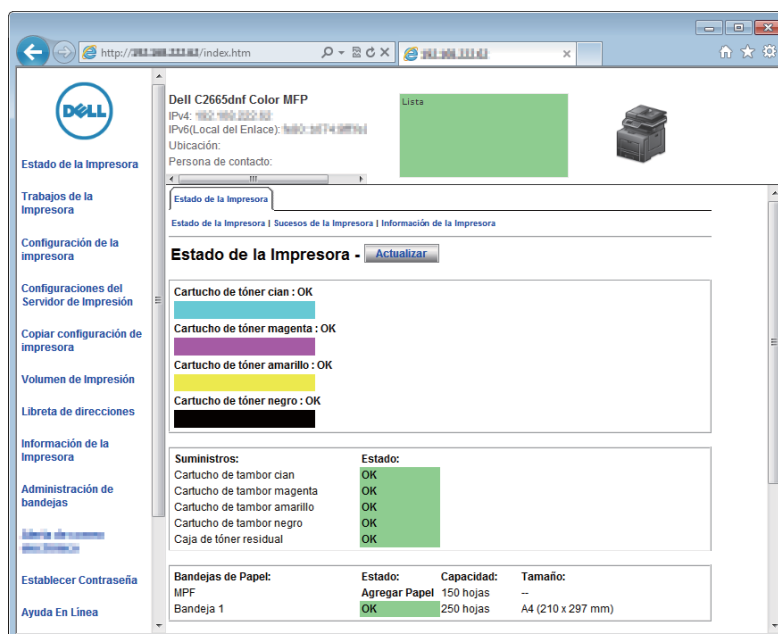 http://
/index.htm
DELL
Estado de la Impresora
Trabajos de la
Impresora
Configuración de la
impresora
Configuraciones del
Servidor de Impresión
Copiar configuración de
impresora
Volumen de Impresión
Libreta de direcciones
Información de la
Impresora
Administración de
bandejas
Establecer Contraseña
Ayuda En Línea
Dell C2665dnf Color MFP
IPv4:
IPv6(Local del Enlace):
Ubicación:
Persona de contacto:
Lista
Estado de la Impresora
Estado de la Impresora | Sucesos de la Impresora | Información de la Impresora
Estado de la Impresora - Actualizar
Cartucho de tóner cian : OK
Cartucho de tóner magenta : OK
Cartucho de tóner amarillo : OK
Cartucho de tóner negro : OK
Suministros: Estado:
Cartucho de tambor cian OK
Cartucho de tambor magenta OK
Cartucho de tambor amarillo OK
Cartucho de tambor negro OK
Caja de tóner residual OK
Bandejas de Papel: Estado: Capacidad: Tamaño:
MPF Agregar Papel 150 hojas --
Bandeja 1 OK 250 hojas A4 (210 x 297 mm)